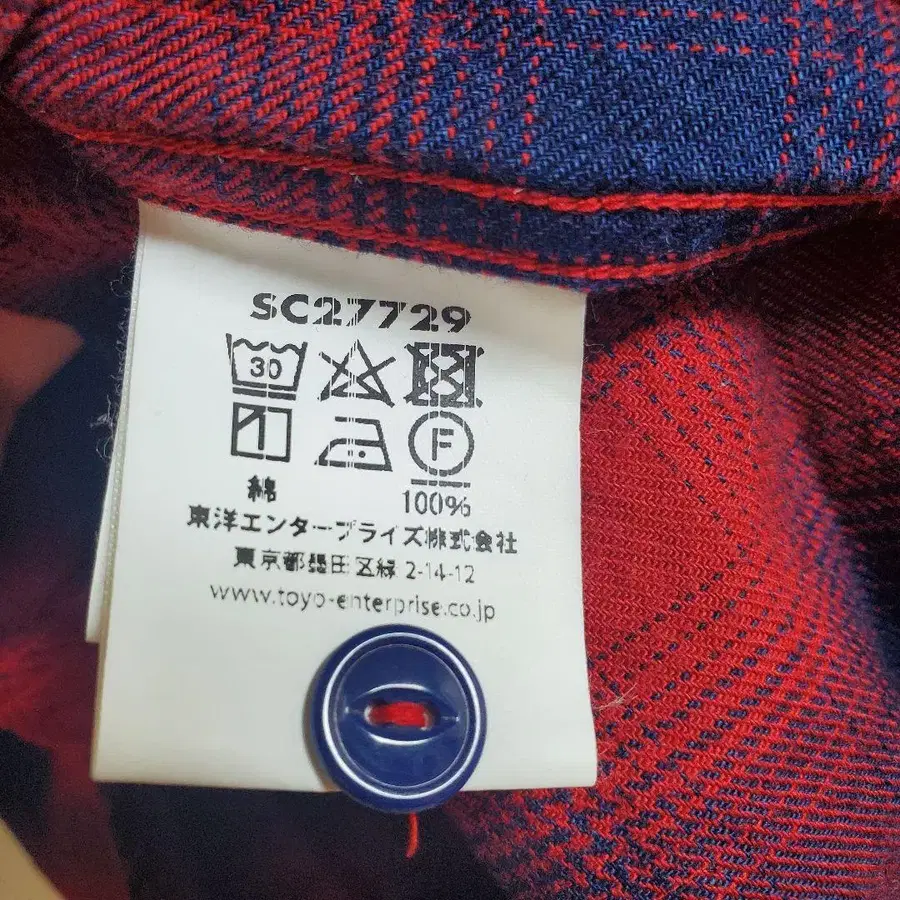 SC27729
30
F
綿 100%
東洋エンタープライズ株式会社
東京都墨田区緑 2-14-12
www.toyo-enterprise.co.jp